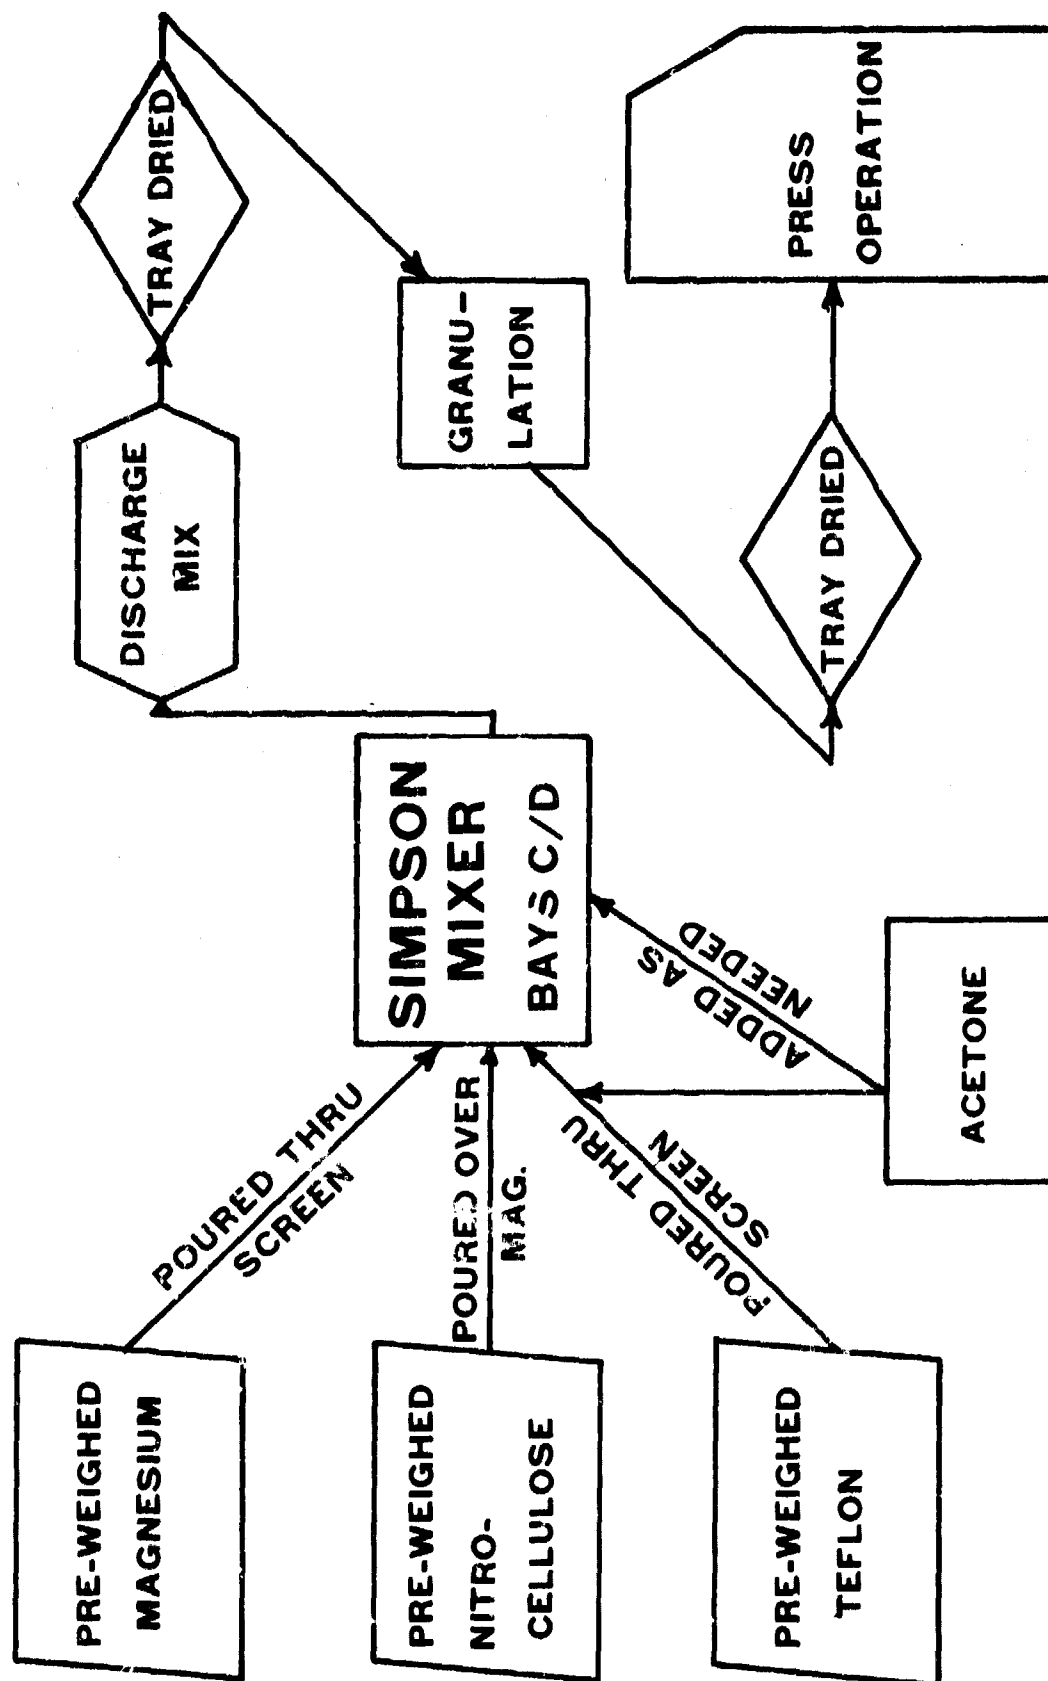 PRE-WEIGHED
MAGNESIUM
POURED THRU
SCREEN
PRE-WEIGHED
NITRO-
CELLULOSE
POURED OVER
MAG.
PRE-WEIGHED
TEFLON
POURED THRU
SCREEN
ACETONE
ADDED AS
NEEDED
SIMPSON
MIXER
BAYS C/D
DISCHARGE
MIX
TRAY DRIED
GRANU-
LATION
TRAY DRIED
PRESS
OPERATION